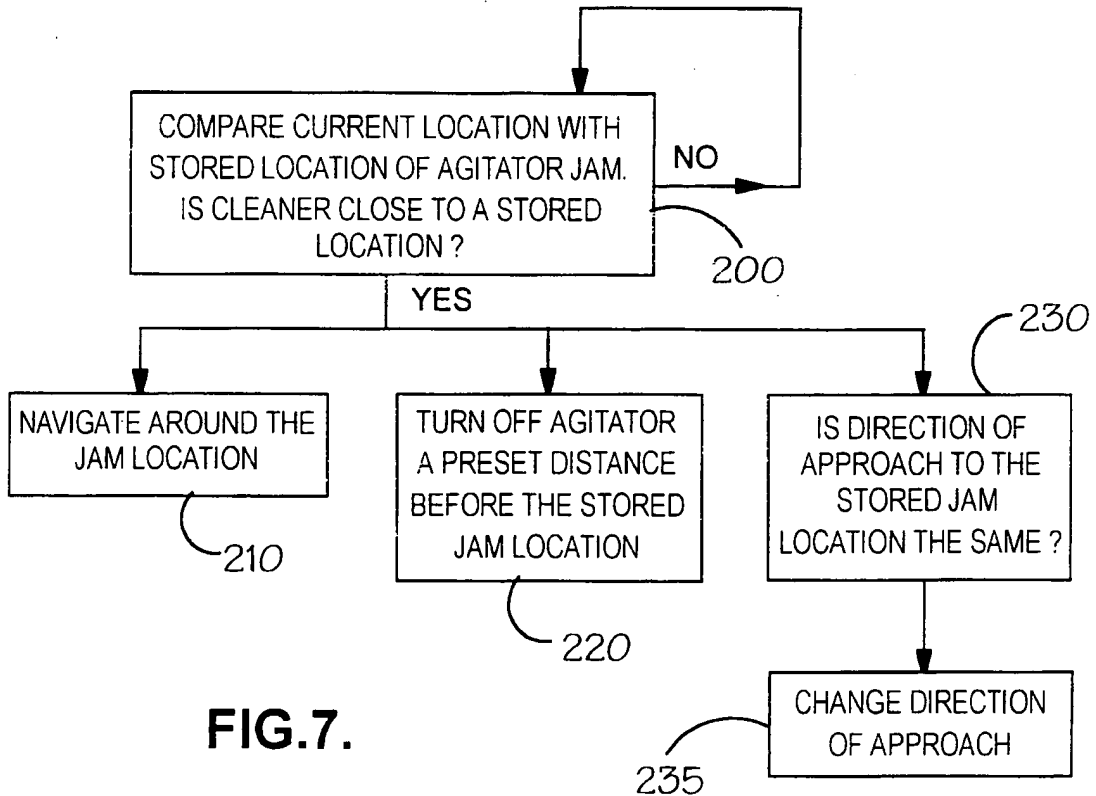 COMPARE CURRENT LOCATION WITH
STORED LOCATION OF AGITATOR JAM.
IS CLEANER CLOSE TO A STORED
LOCATION ?
NO
200
YES
230
NAVIGATE AROUND THE
JAM LOCATION
210
TURN OFF AGITATOR
A PRESET DISTANCE
BEFORE THE STORED
JAM LOCATION
220
IS DIRECTION OF
APPROACH TO THE
STORED JAM
LOCATION THE SAME ?
CHANGE DIRECTION
OF APPROACH
235
FIG.7.